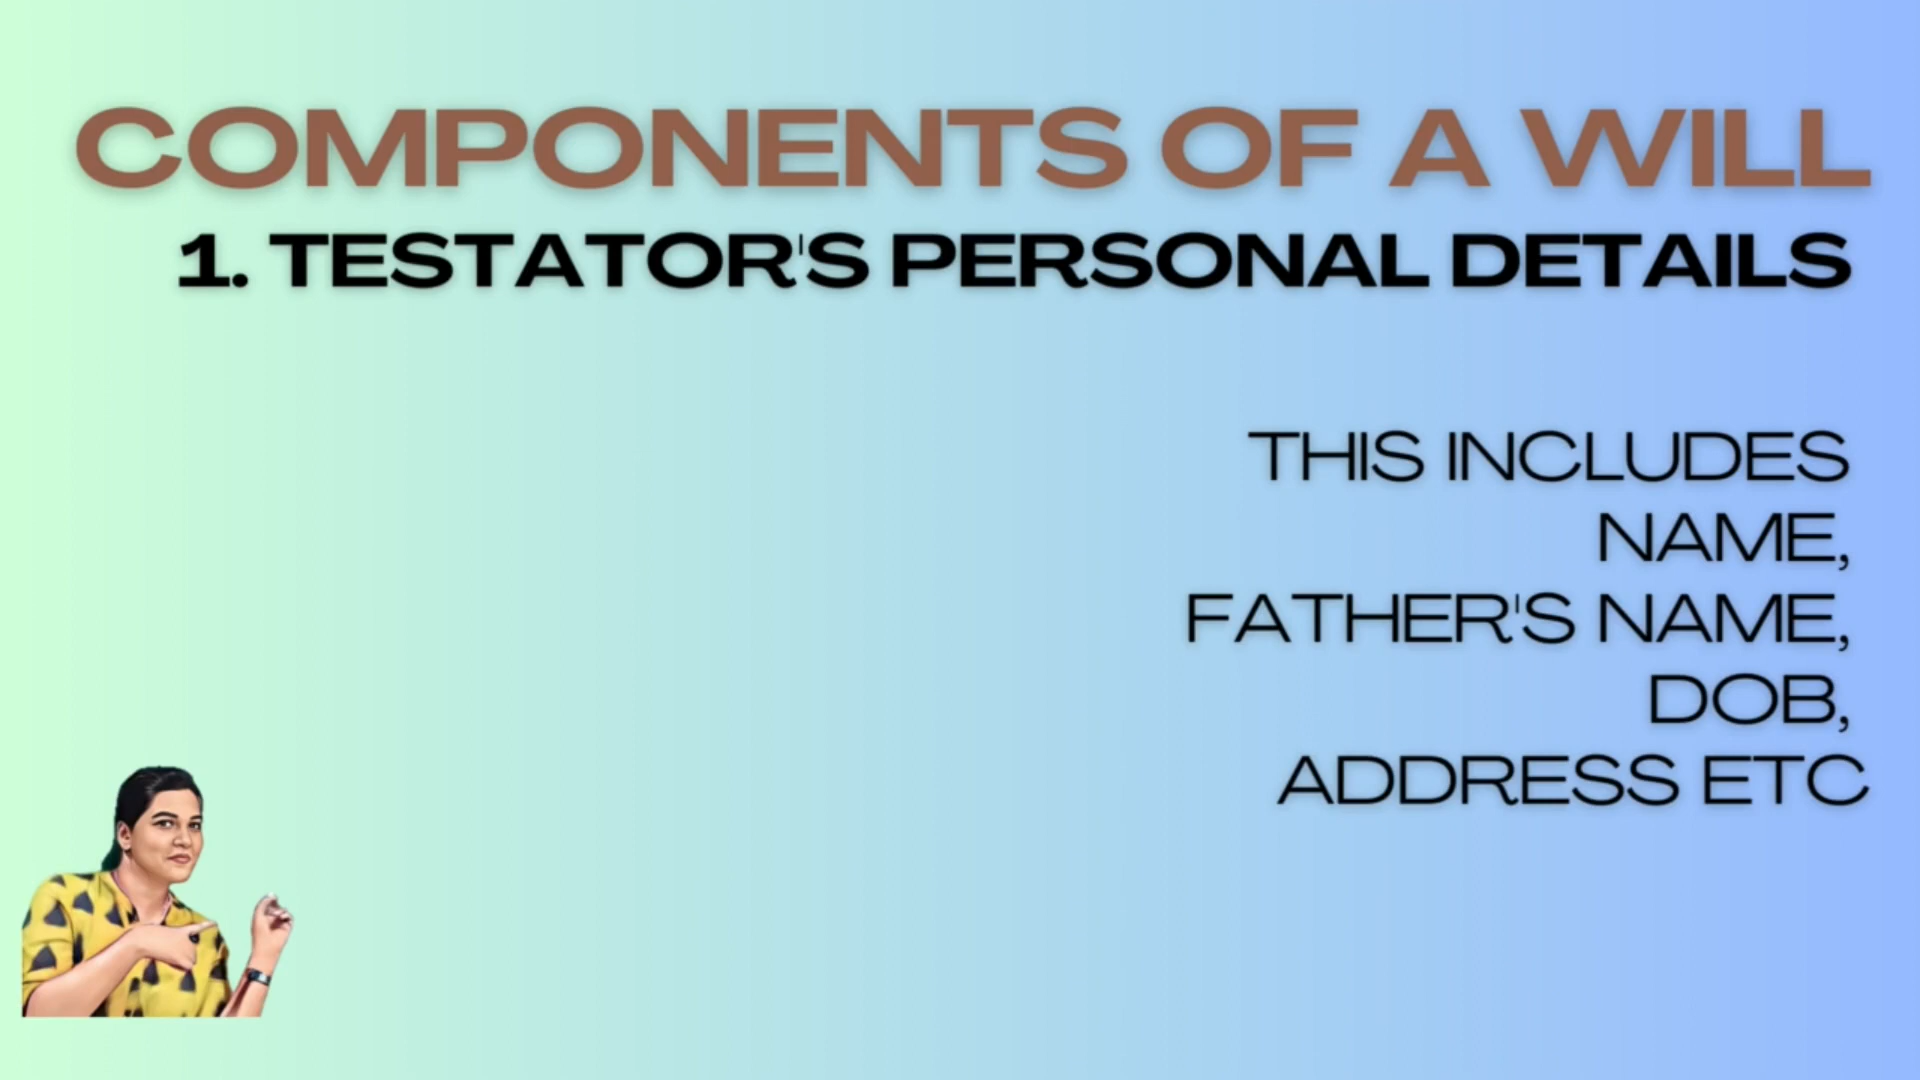 COMPONENTS OF A WILL
1. TESTATOR'S PERSONAL DETAILS
THIS INCLUDES
NAME,
FATHER'S NAME,
DOB,
ADDRESS ETC